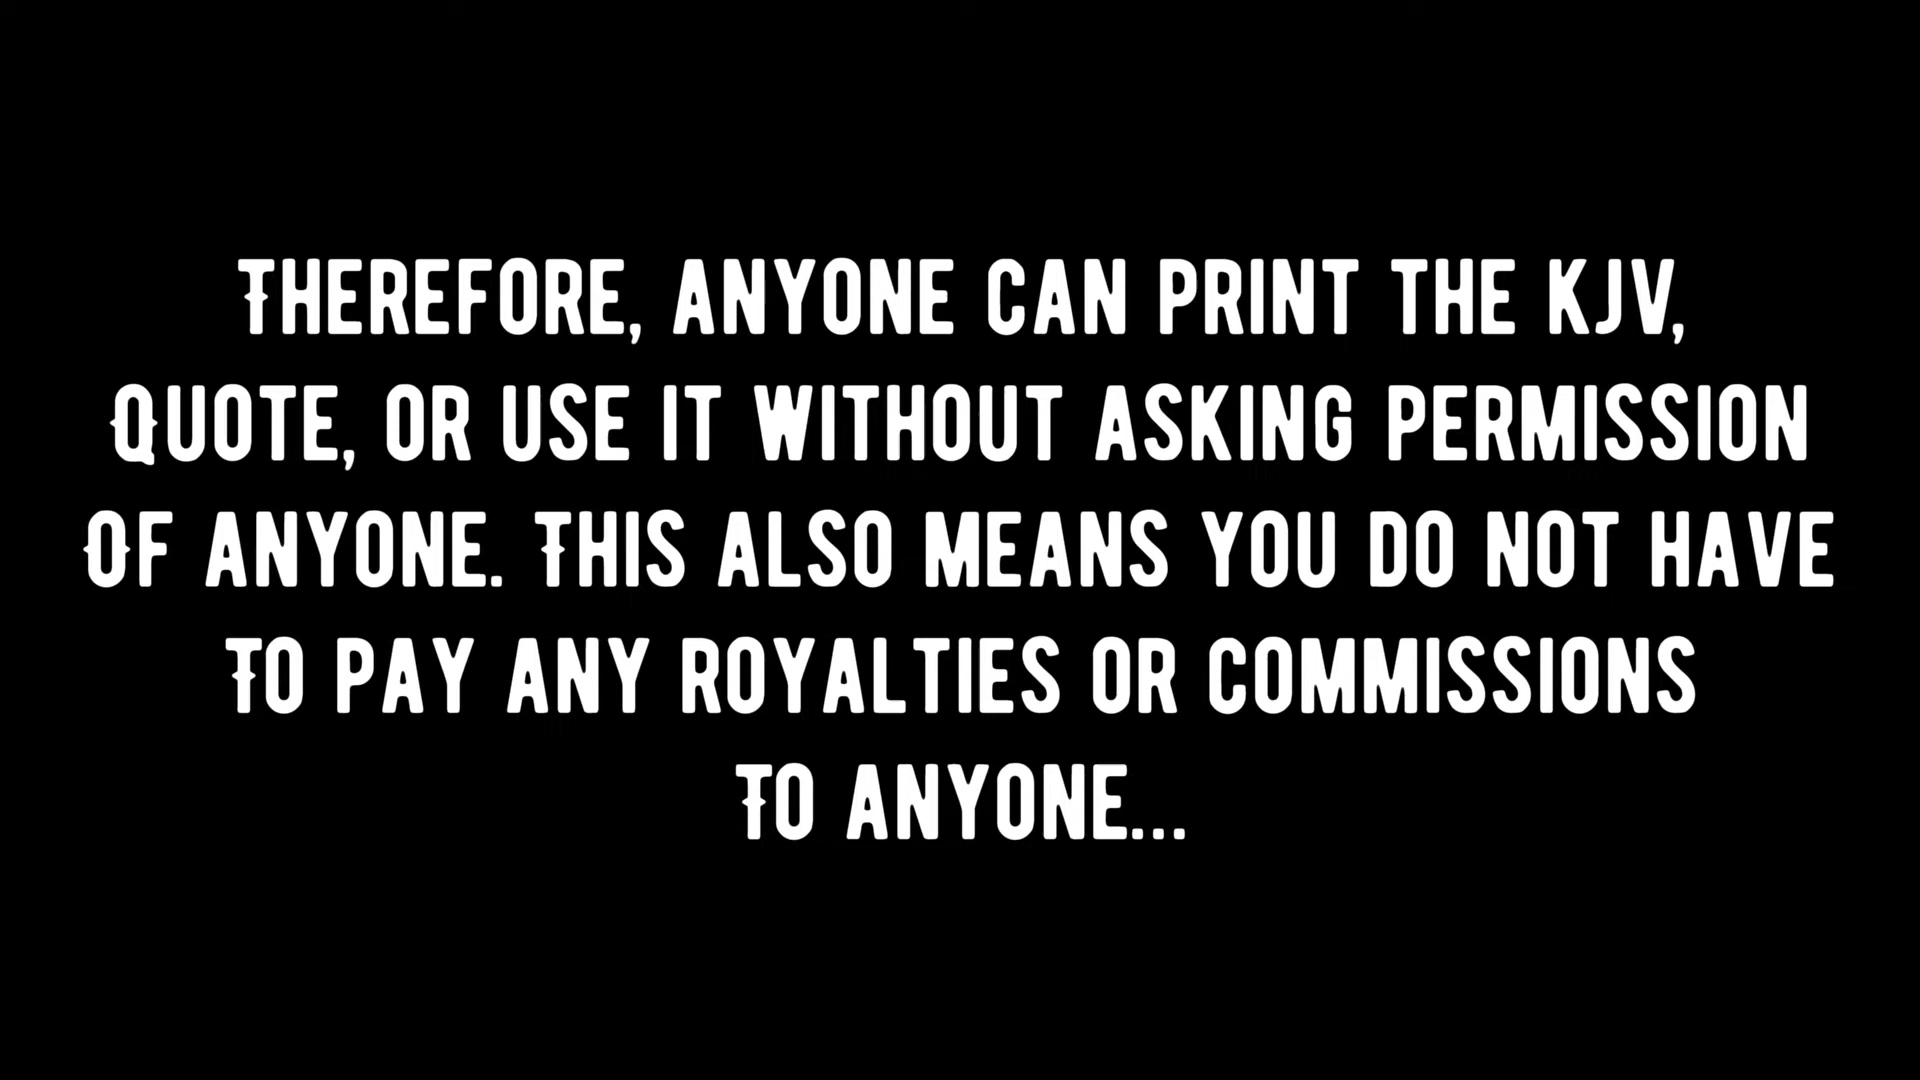 Therefore, anyone can print the KJV,
Quote, or use it without asking permission
Of anyone. This also means you do not have
To pay any royalties or commissions
To anyone...